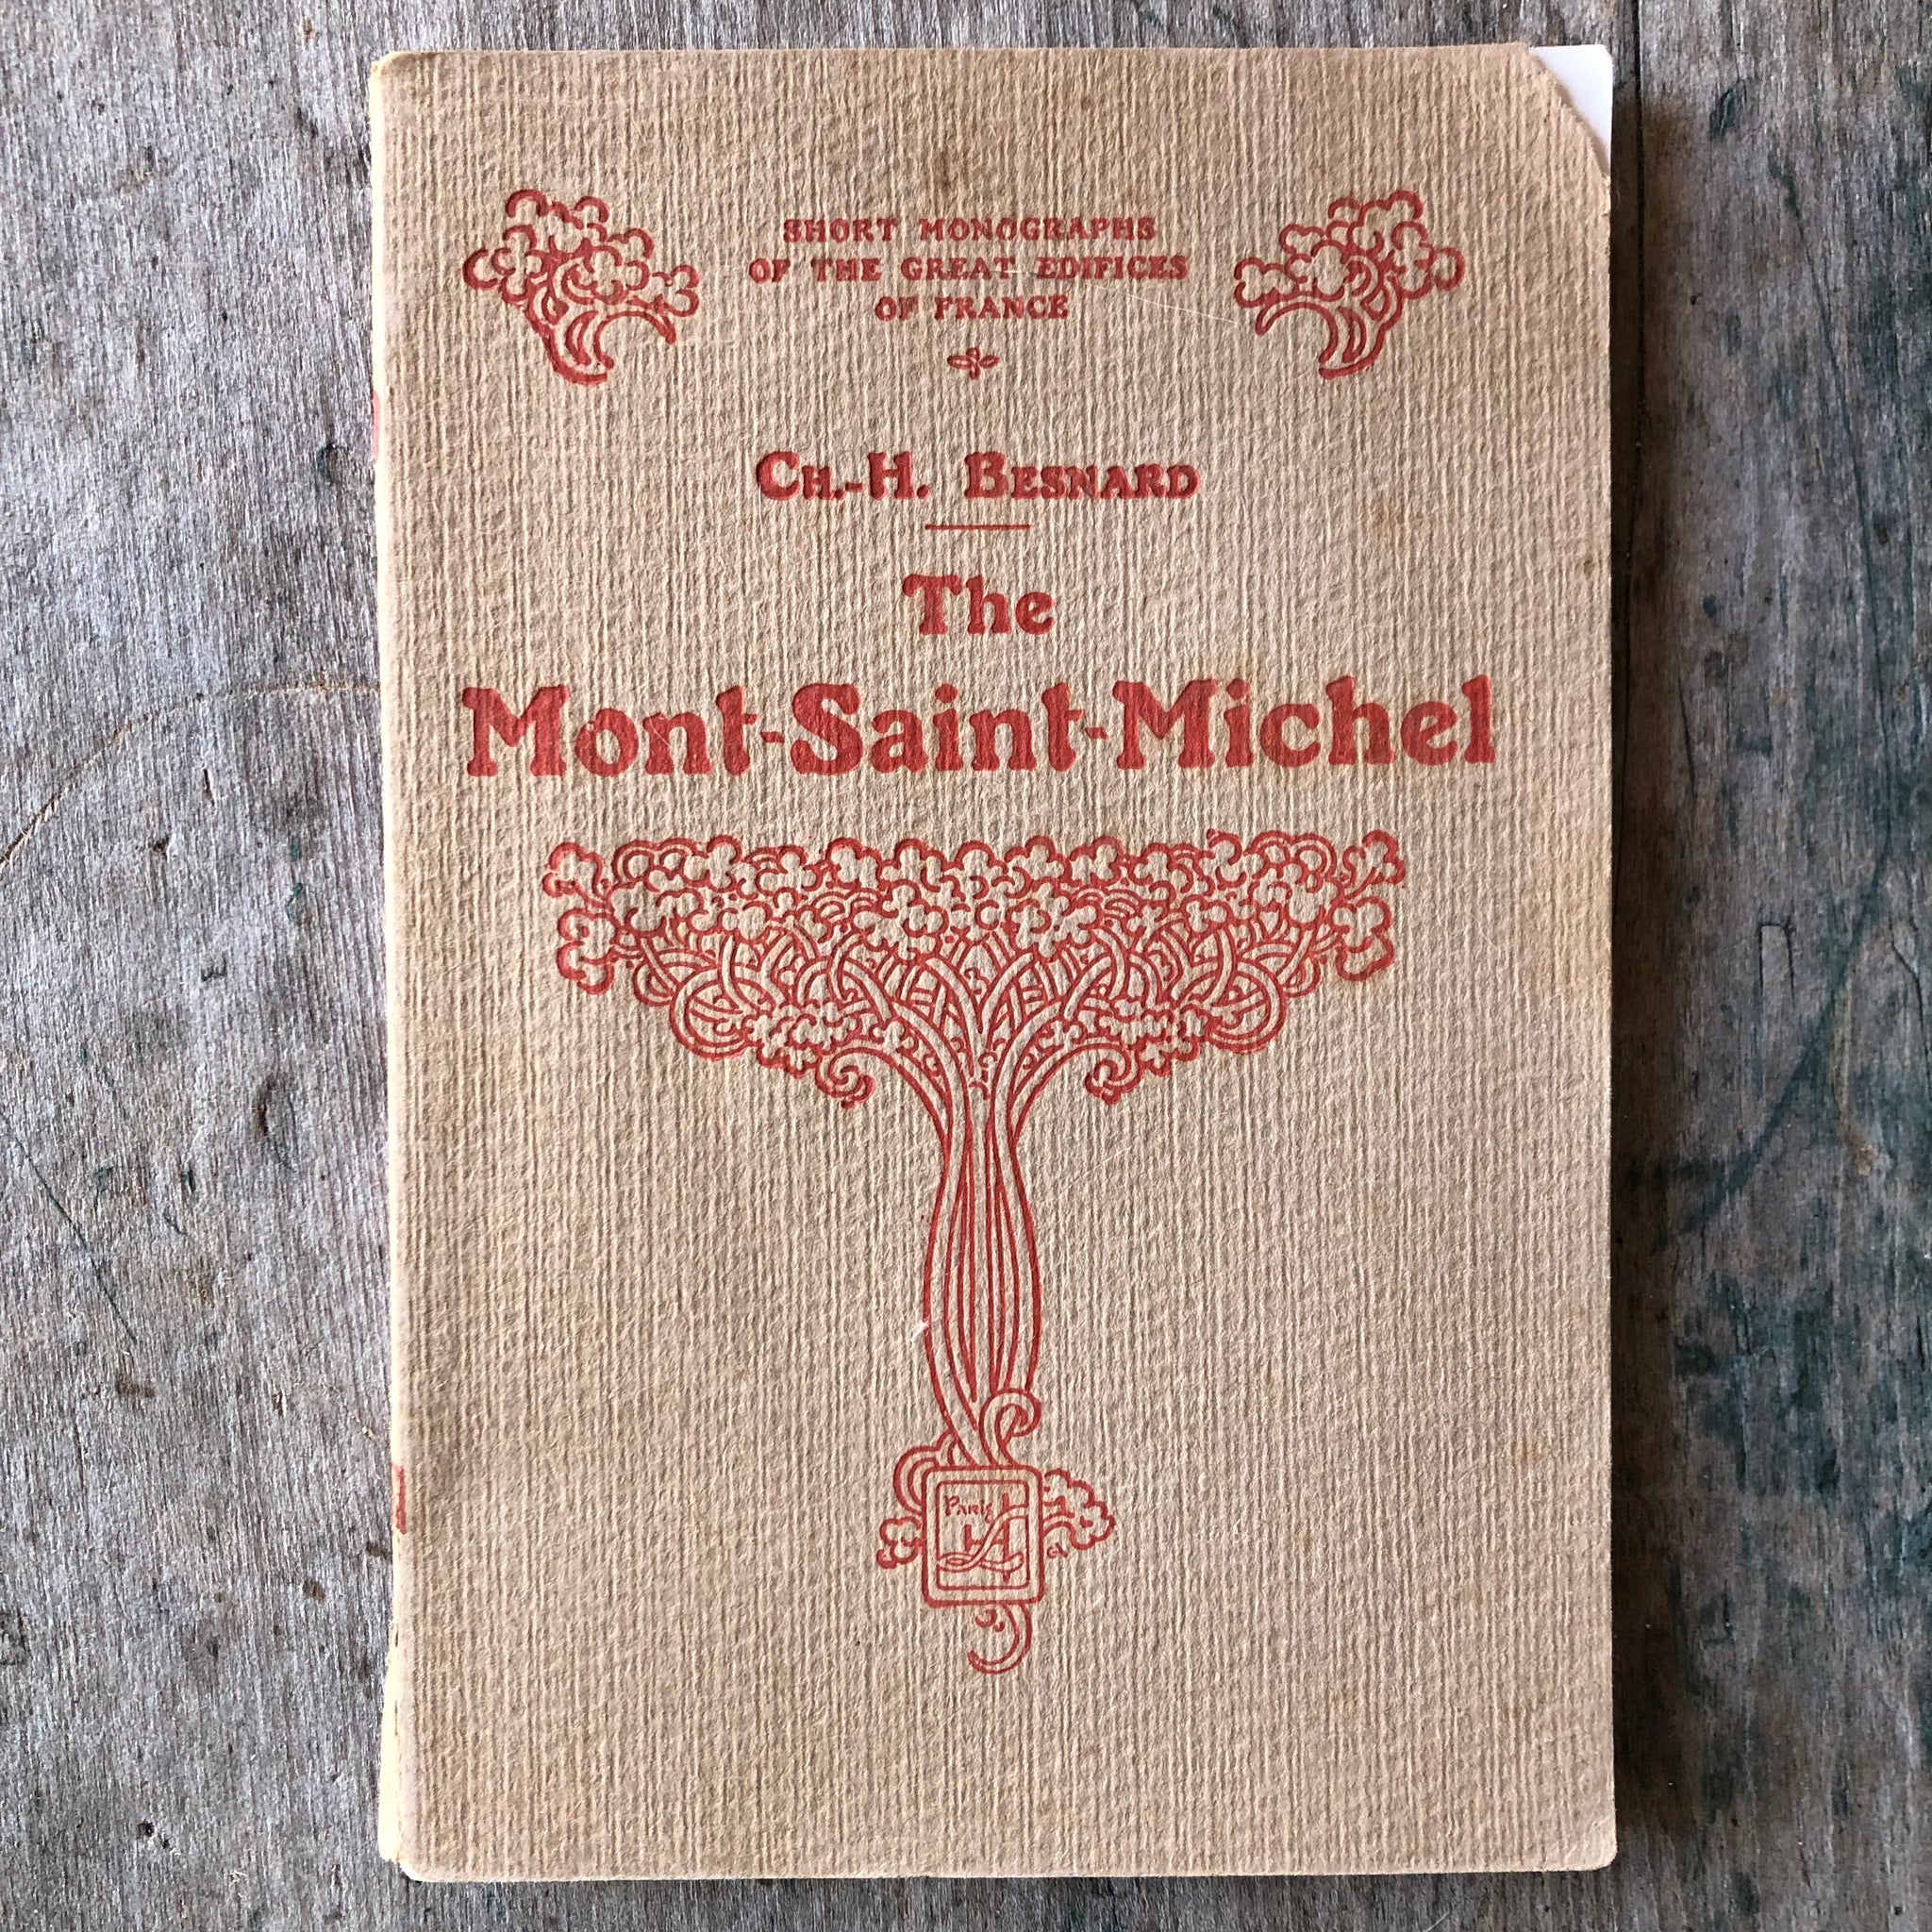 SHORT MONOGRAPHS
OF THE GREAT EDIFICES
OF FRANCE
CH.-H. BESNARD
The
Mont-Saint-Michel
PARIS